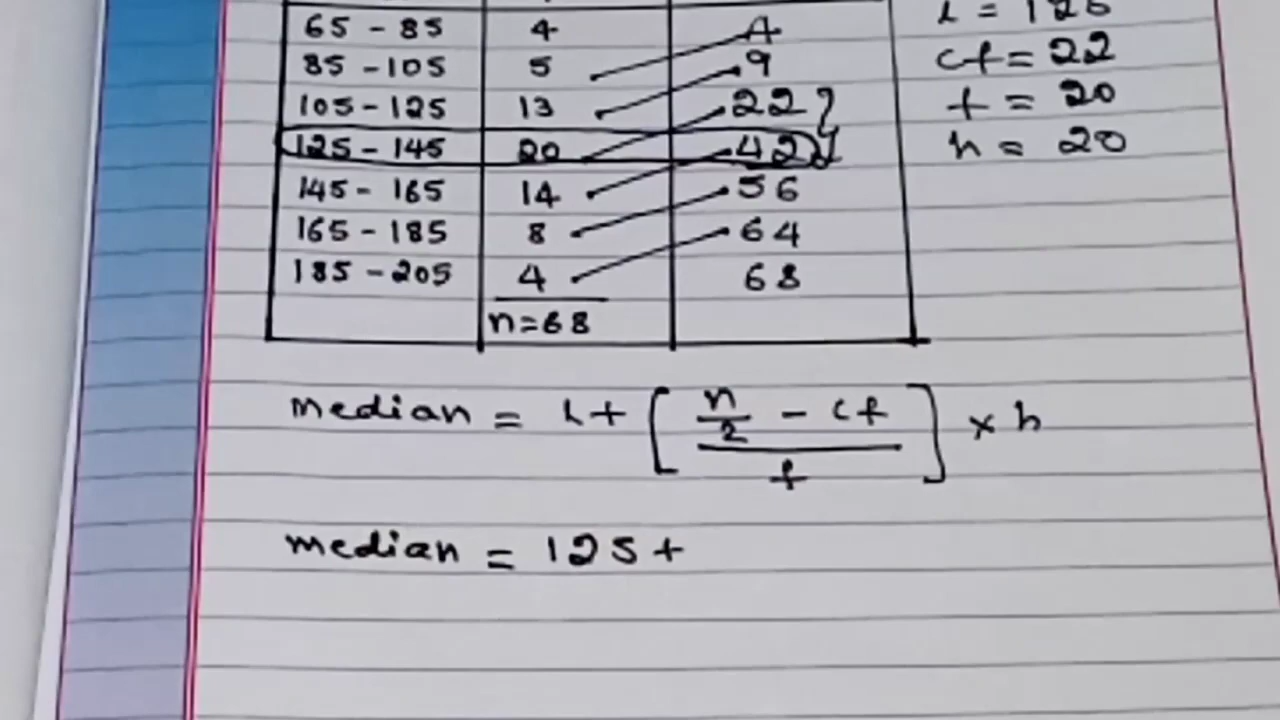 65 - 85 4 4
85 - 105 5 9
105 - 125 13 22
125 - 145 20 42
145 - 165 14 56
165 - 185 8 64
185 - 205 4 68
n = 68
l = 125
cf = 22
f = 20
h = 20
median = l + [ n/2 - cf / f ] × h
median = 125 +